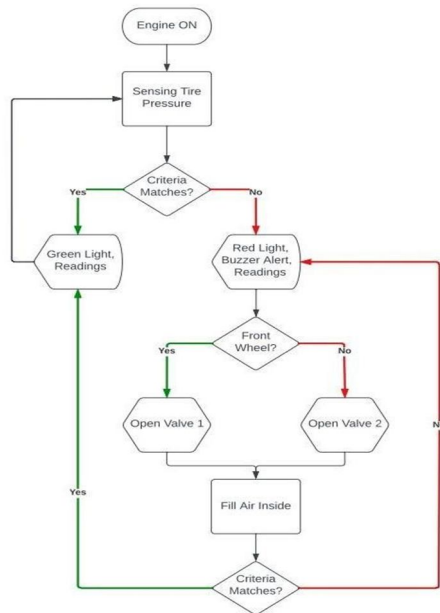 Engine ON
Sensing Tire
Pressure
Criteria
Matches?
Yes
No
Green Light,
Readings
Red Light,
Buzzer Alert,
Readings
Front
Wheel?
Yes
No
Open Valve 1
Open Valve 2
N
Yes
Fill Air Inside
Criteria
Matches?